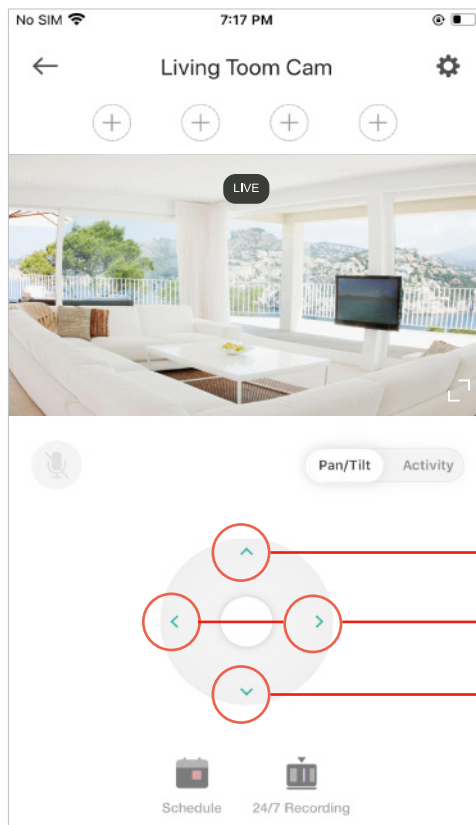 No SIM 7:17 PM
Living Toom Cam
LIVE
Pan/Tilt Activity
Schedule 24/7 Recording